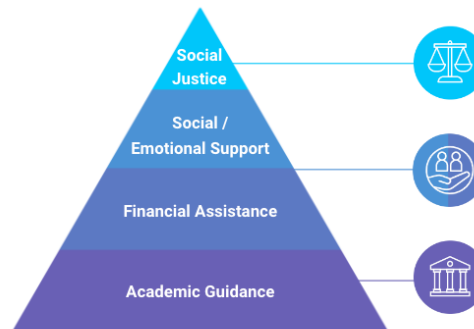 Social
Justice
Social /
Emotional Support
Financial Assistance
Academic Guidance